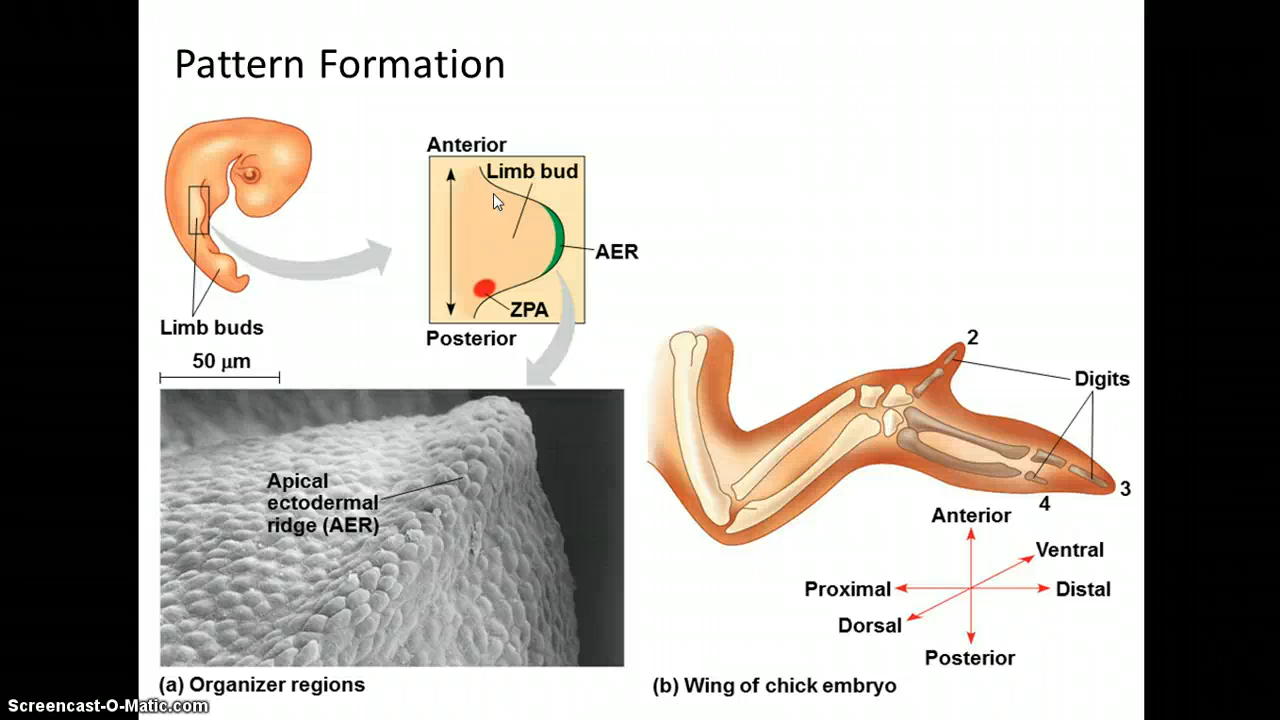 Pattern Formation
Anterior
Limb bud
AER
ZPA
Posterior
Limb buds
50 μm
Apical
ectodermal
ridge (AER)
(a) Organizer regions
2
Digits
3
4
Anterior
Ventral
Proximal
Distal
Dorsal
Posterior
(b) Wing of chick embryo
Screencast-O-Matic.com